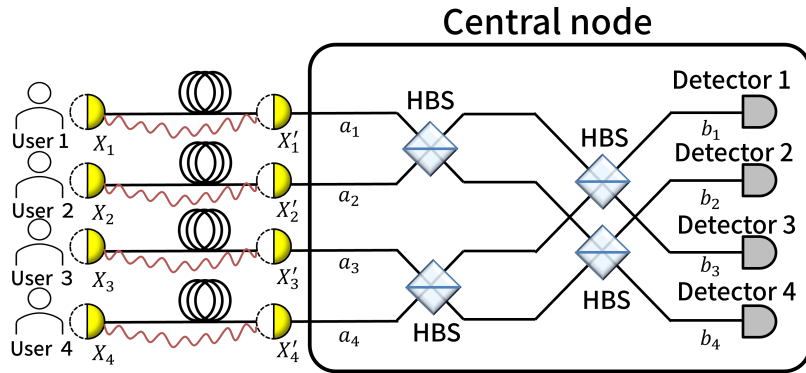 Central node
HBS
Detector 1
User 1
X₁
X′₁
a₁
HBS
b₁
Detector 2
User 2
X₂
X′₂
a₂
b₂
Detector 3
User 3
X₃
X′₃
a₃
b₃
HBS
Detector 4
User 4
X₄
X′₄
a₄
HBS
b₄